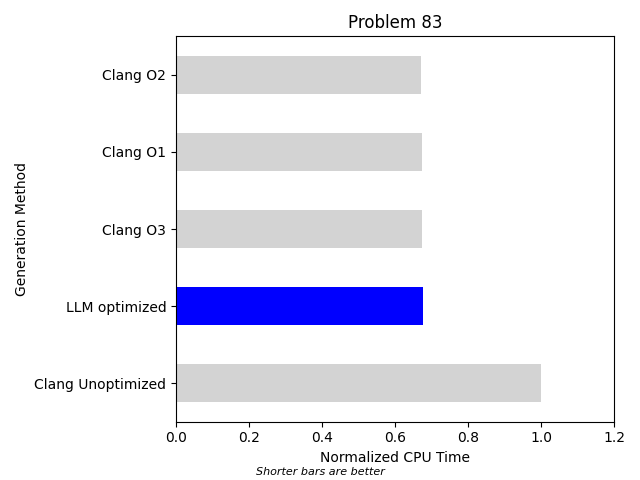 Problem 83
Generation Method
Clang O2
Clang O1
Clang O3
LLM optimized
Clang Unoptimized
0.0 0.2 0.4 0.6 0.8 1.0 1.2
Normalized CPU Time
Shorter bars are better